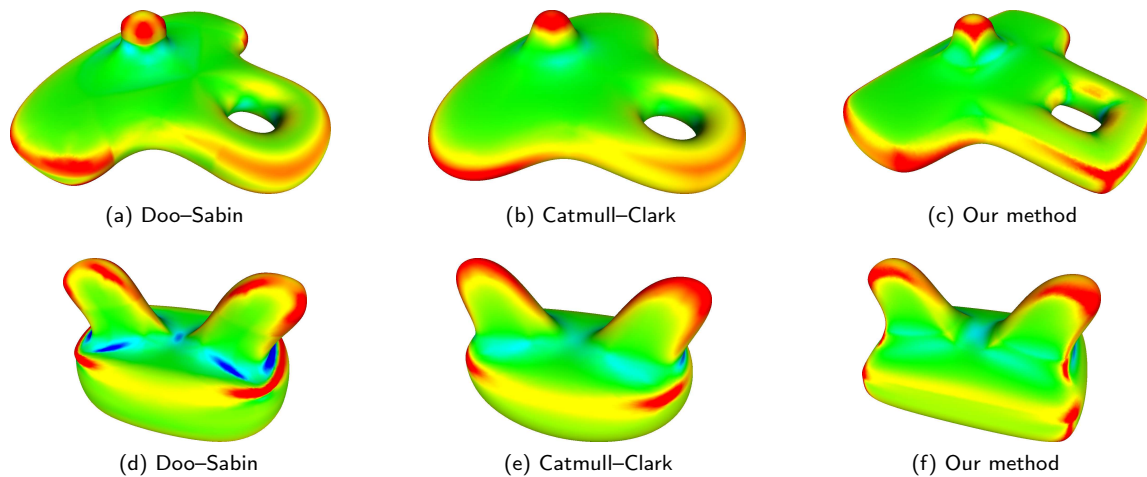 (a) Doo–Sabin
(b) Catmull–Clark
(c) Our method
(d) Doo–Sabin
(e) Catmull–Clark
(f) Our method